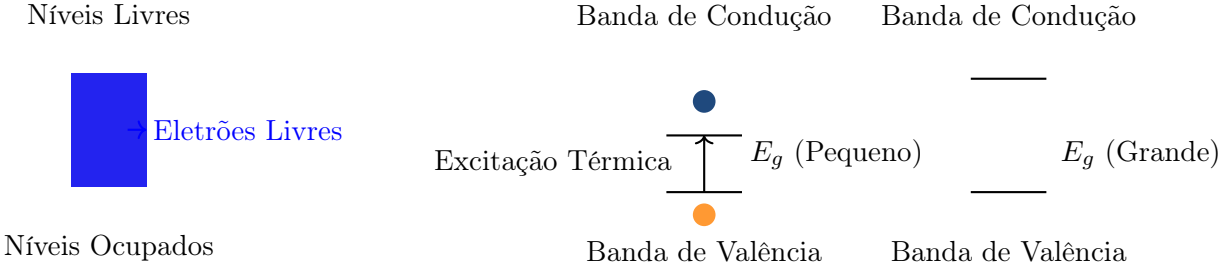 Níveis Livres
Eletrões Livres
Níveis Ocupados
Banda de Condução
Excitação Térmica
E_g (Pequeno)
Banda de Valência
Banda de Condução
E_g (Grande)
Banda de Valência